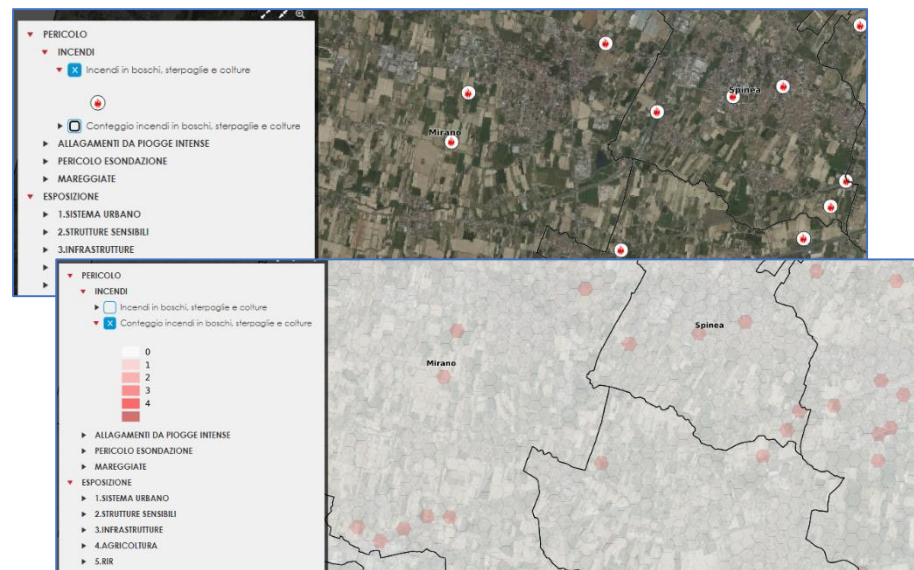 PERICOLO
INCENDI
X Incendi in boschi, sterpaglie e colture
Conteggio incendi in boschi, sterpaglie e colture
ALLAGAMENTI DA PIOGGE INTENSE
PERICOLO ESONDAZIONE
MAREGGIATE
ESPOSIZIONE
1.SISTEMA URBANO
2.STRUTTURE SENSIBILI
3.INFRASTRUTTURE
Spinea
Mirano
PERICOLO
INCENDI
Incendi in boschi, sterpaglie e colture
X Conteggio incendi in boschi, sterpaglie e colture
0
1
2
3
4
ALLAGAMENTI DA PIOGGE INTENSE
PERICOLO ESONDAZIONE
MAREGGIATE
ESPOSIZIONE
1.SISTEMA URBANO
2.STRUTTURE SENSIBILI
3.INFRASTRUTTURE
4.AGRICOLTURA
5.RIR
Spinea
Mirano